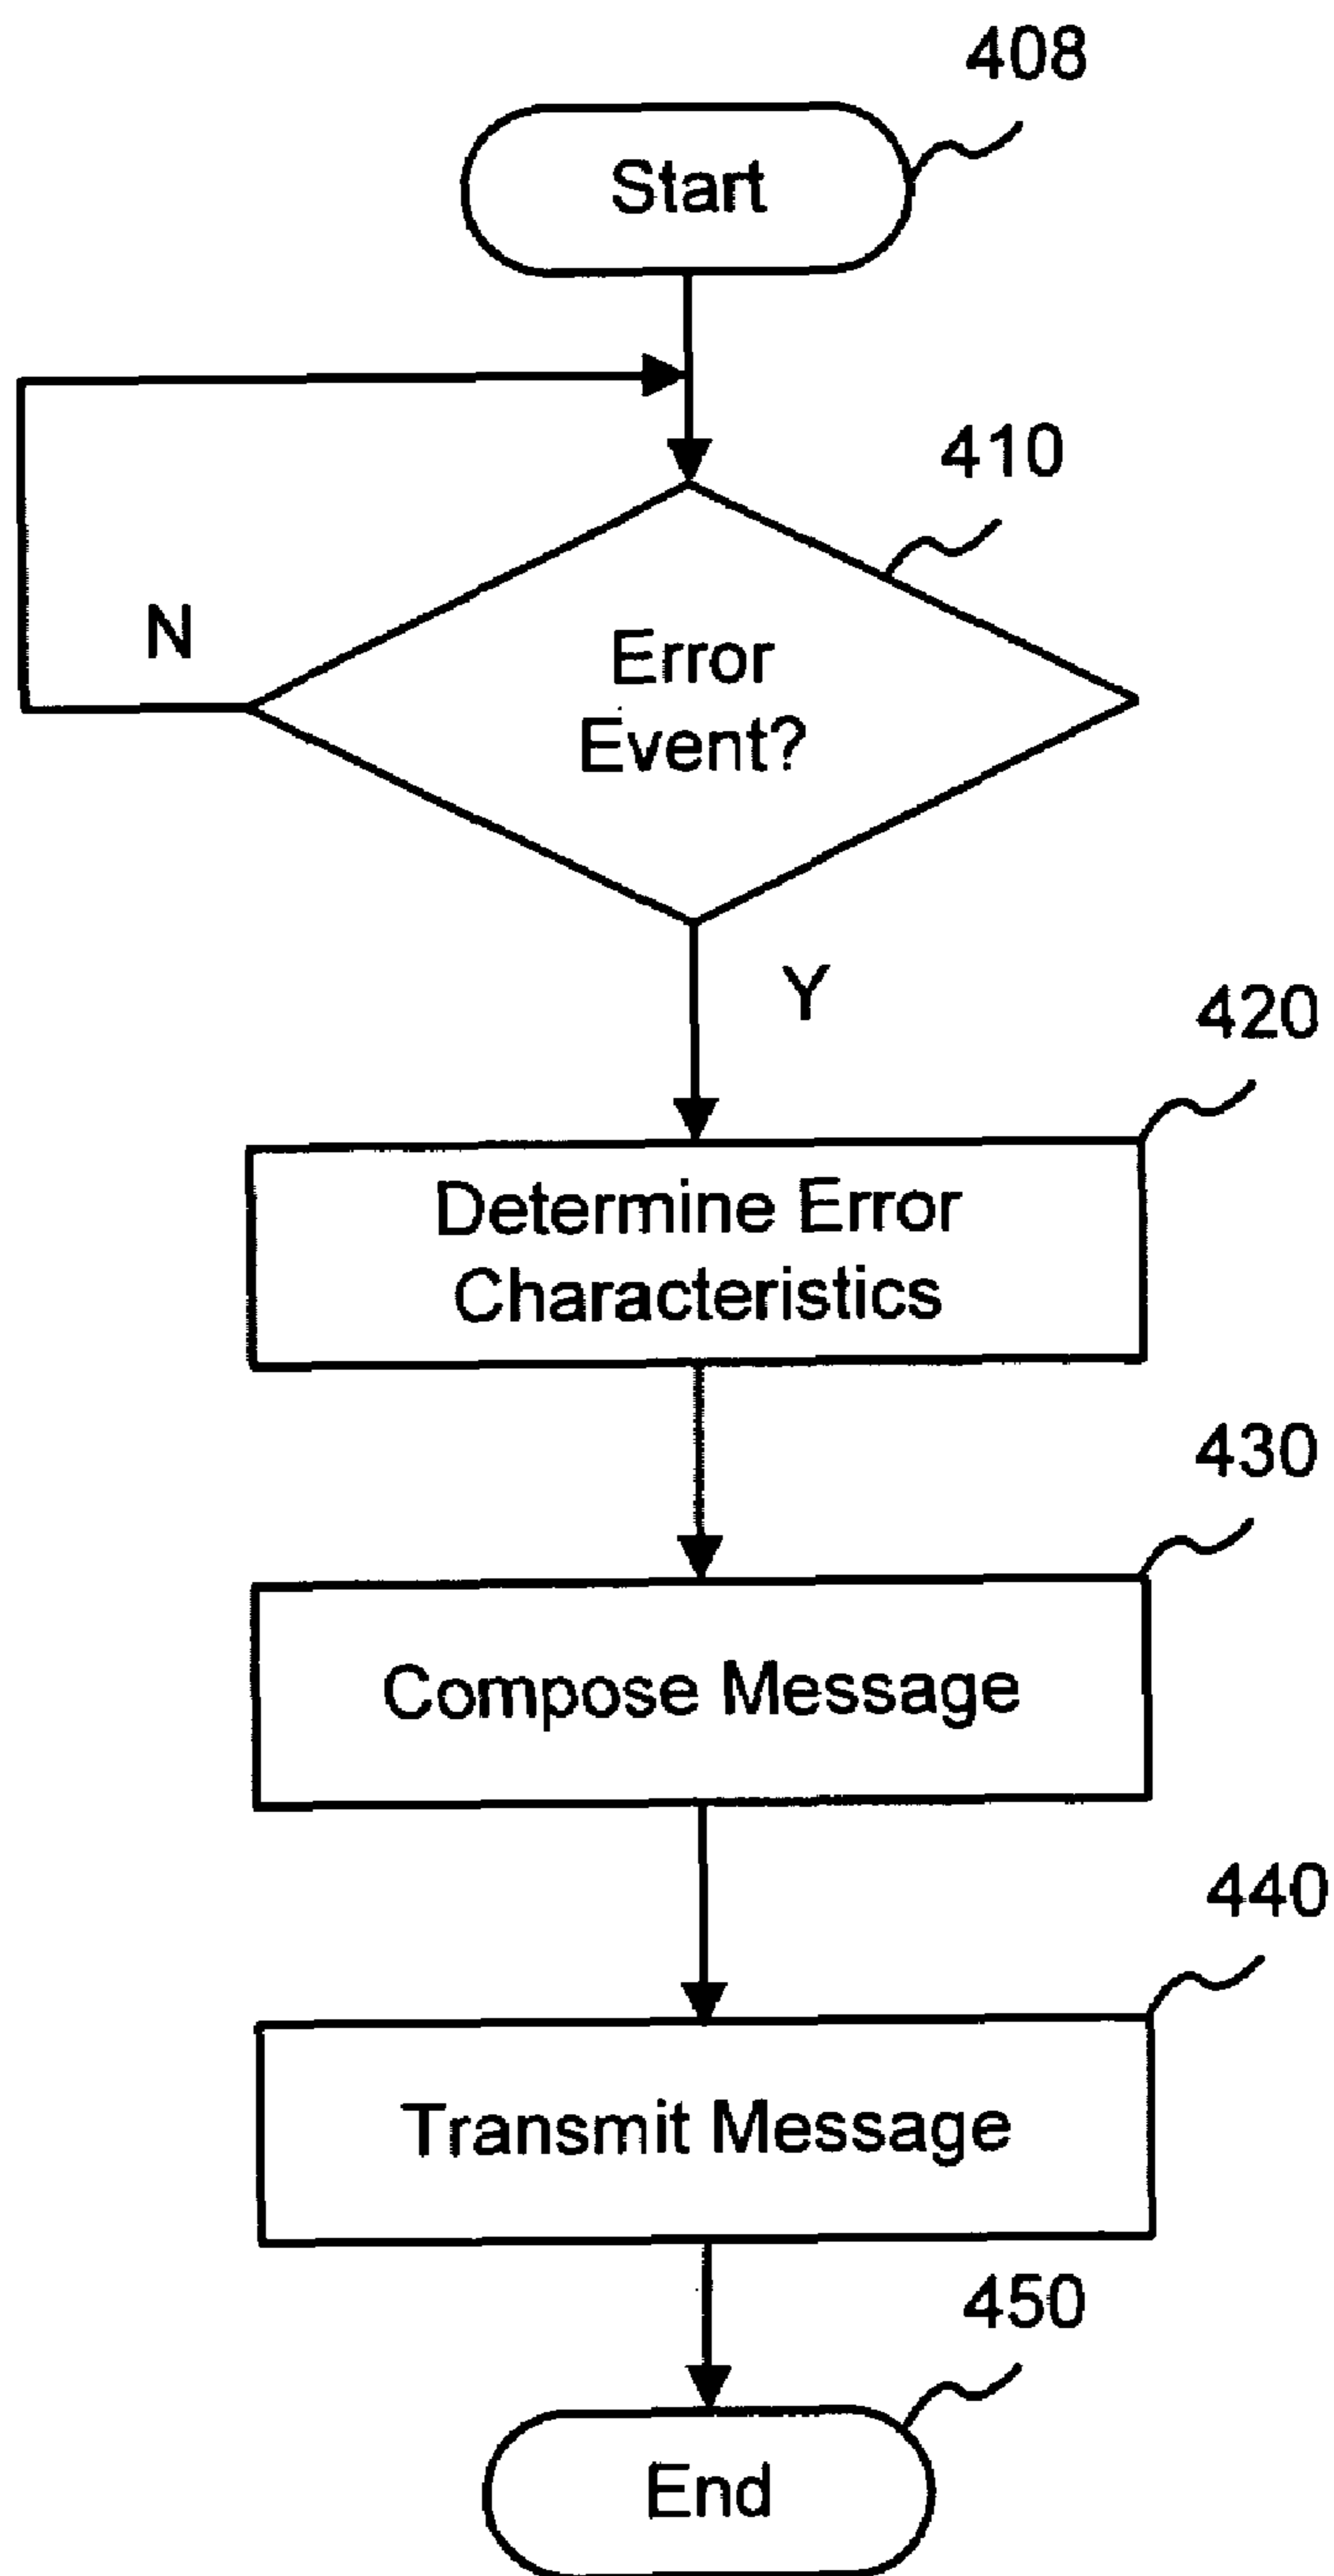 408
Start
410
N
Error
Event?
Y
420
Determine Error
Characteristics
430
Compose Message
440
Transmit Message
450
End